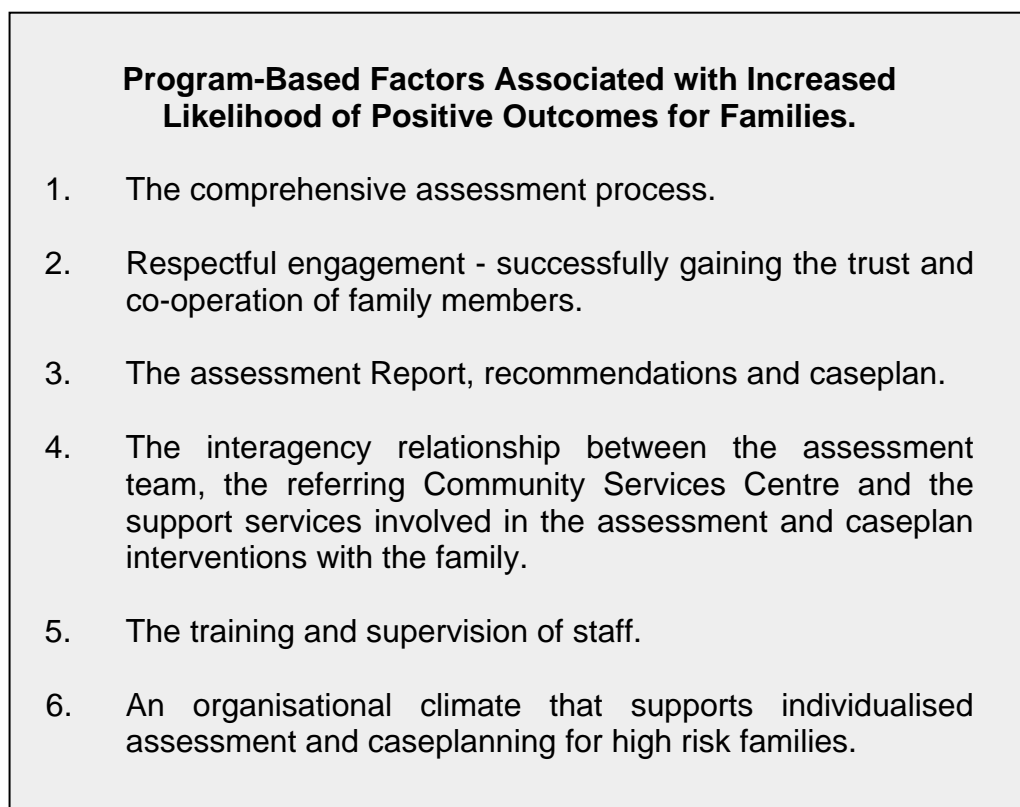 Program-Based Factors Associated with Increased
Likelihood of Positive Outcomes for Families.
1. The comprehensive assessment process.
2. Respectful engagement - successfully gaining the trust and
co-operation of family members.
3. The assessment Report, recommendations and caseplan.
4. The interagency relationship between the assessment
team, the referring Community Services Centre and the
support services involved in the assessment and caseplan
interventions with the family.
5. The training and supervision of staff.
6. An organisational climate that supports individualised
assessment and caseplanning for high risk families.